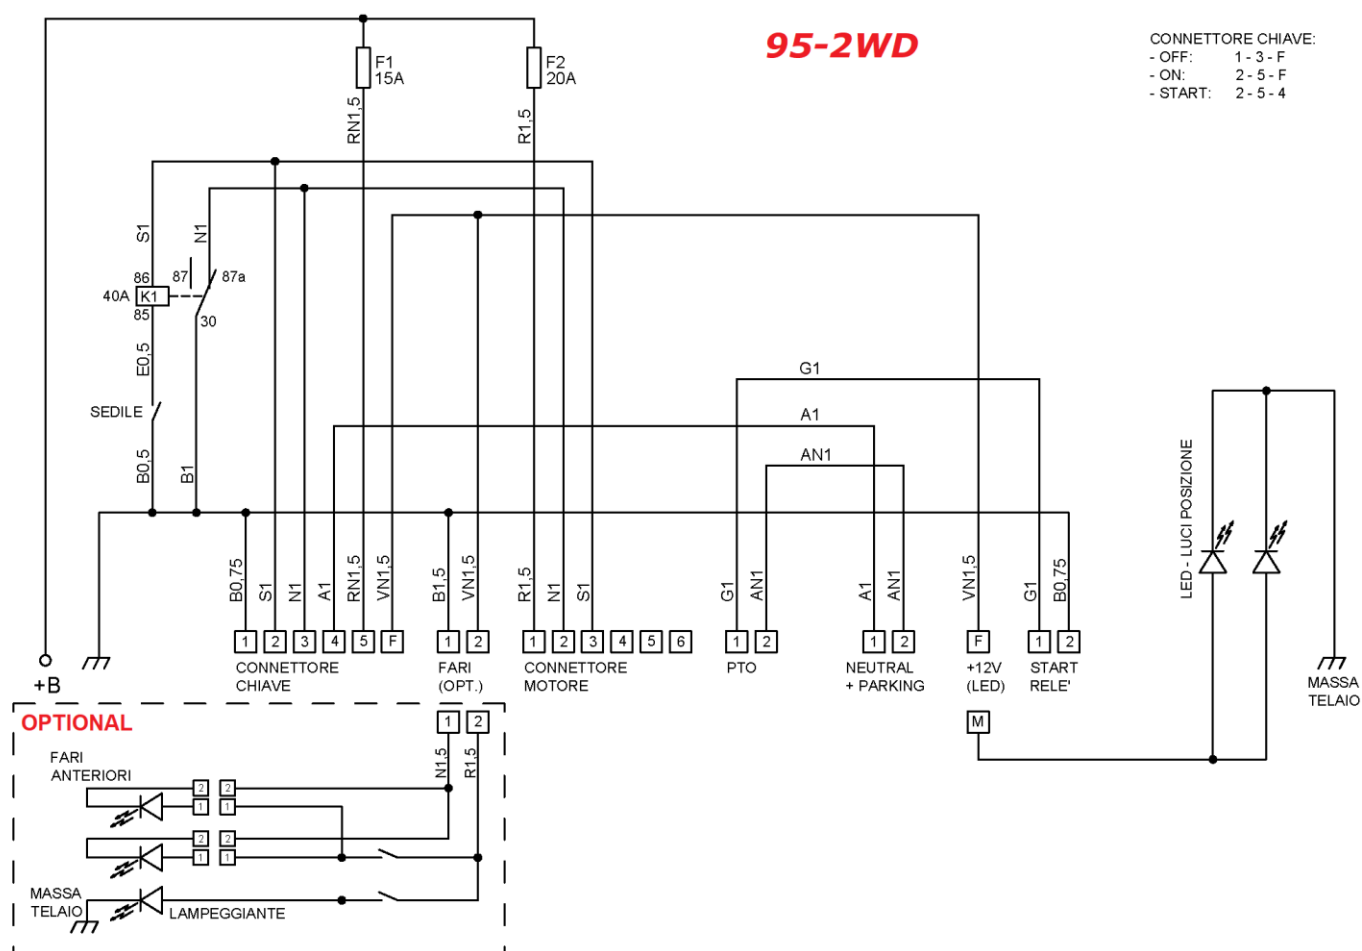 95-2WD
CONNETTORE CHIAVE:
- OFF: 1 - 3 - F
- ON: 2 - 5 - F
- START: 2 - 5 - 4
F1
15A
F2
20A
RN1,5
R1,5
S1
N1
86
40A K1
85
87
87a
30
E0,5
SEDILE
B0,5
B1
G1
A1
AN1
B0,75
S1
N1
A1
RN1,5
VN1,5
B1,5
VN1,5
R1,5
N1
S1
G1
AN1
A1
AN1
VN1,5
G1
B0,75
LED - LUCI POSIZIONE
1 2 3 4 5 F
1 2
1 2 3 4 5 6
1 2
1 2
F
1 2
CONNETTORE
CHIAVE
FARI
(OPT.)
CONNETTORE
MOTORE
PTO
NEUTRAL
+ PARKING
+12V
(LED)
START
RELE'
MASSA
TELAIO
+B
M
OPTIONAL
1 2
N1,5
R1,5
FARI
ANTERIORI
2 2
1 1
2 2
1 1
MASSA
TELAIO
LAMPEGGIANTE